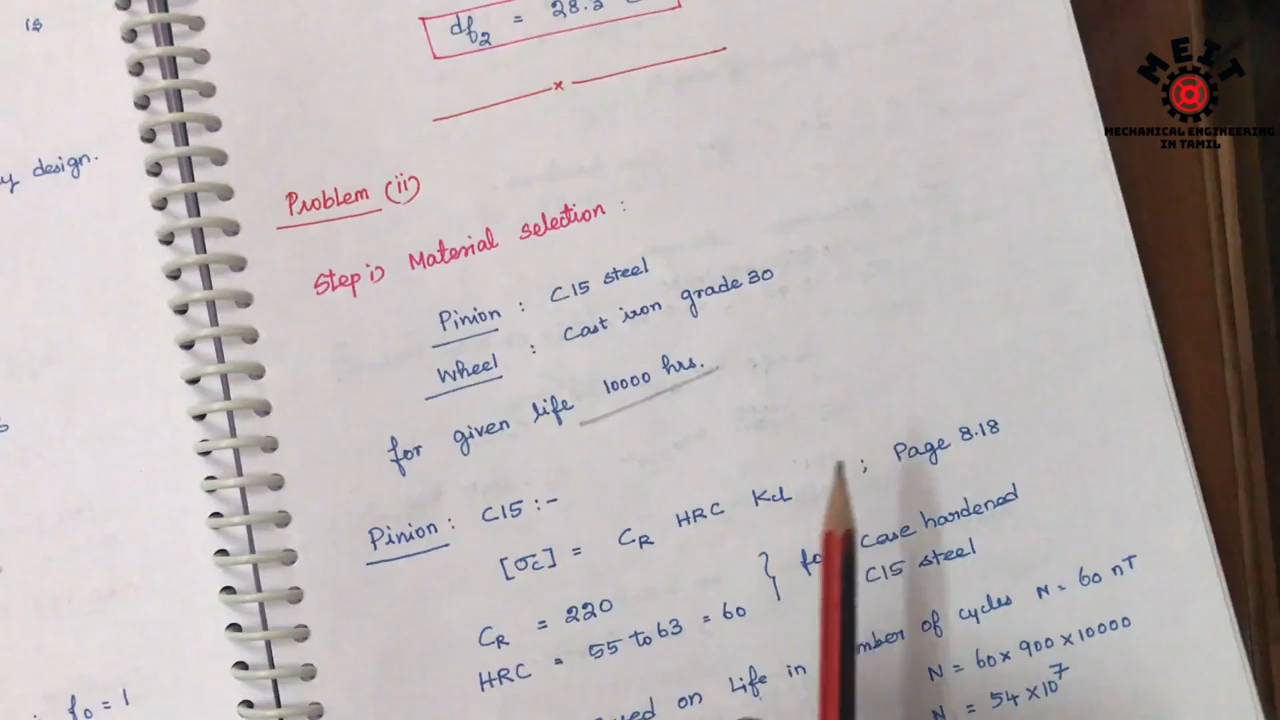 is
df2 = 28.
x
y design.
Problem (ii)
Step i) Material selection :
Pinion : C15 steel
Wheel : Cast iron grade 30
for given life 10000 hrs.
Pinion : C15 :-
[σc] = CR HRC Kcl ; Page 8.18
CR = 220
HRC = 55 to 63 = 60 } case hardened
C15 steel
on life in of cycles N = 60 nT
N = 60 x 900 x 10000
N = 54 x 10^7
f0 = 1
MEIT
MECHANICAL ENGINEERING
IN TAMIL